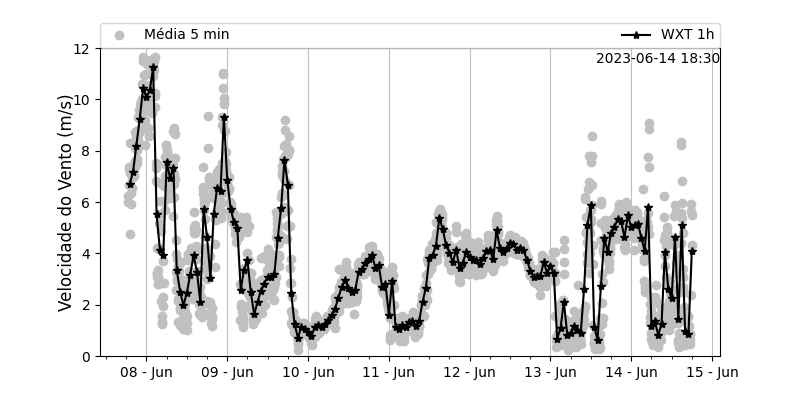 Média 5 min
WXT 1h
2023-06-14 18:30
Velocidade do Vento (m/s)
12
10
8
6
4
2
0
08 - Jun
09 - Jun
10 - Jun
11 - Jun
12 - Jun
13 - Jun
14 - Jun
15 - Jun